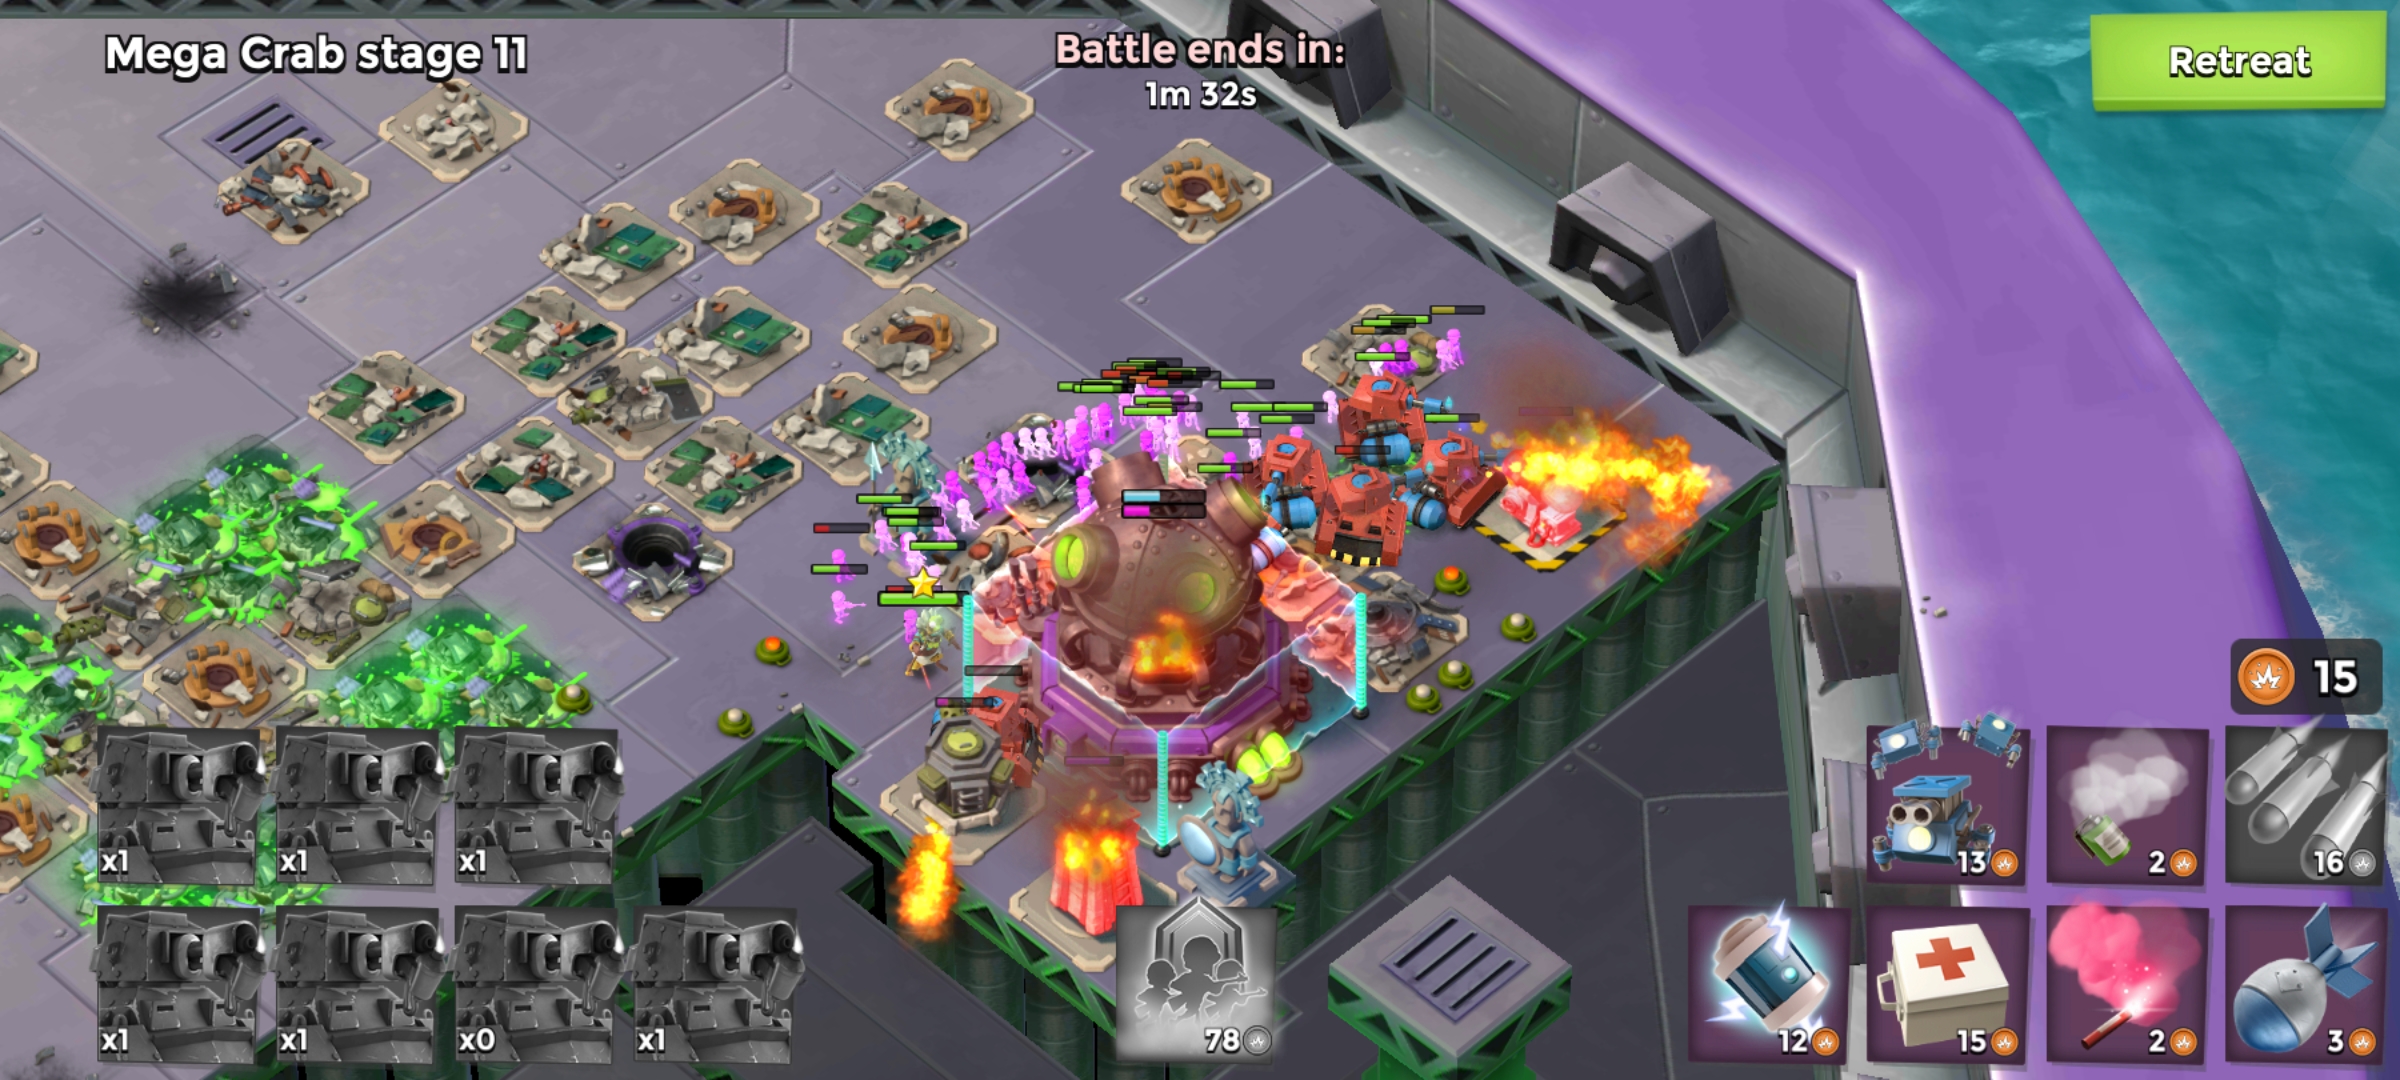 Mega Crab stage 11
Battle ends in:
1m 32s
Retreat
15
13
2
16
x1
x1
x1
x1
x1
x0
x1
78
12
15
2
3